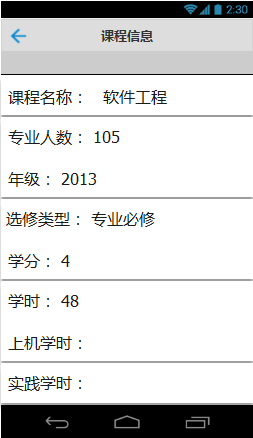 2:30
课程信息
课程名称： 软件工程
专业人数： 105
年级： 2013
选修类型： 专业必修
学分： 4
学时： 48
上机学时：
实践学时：